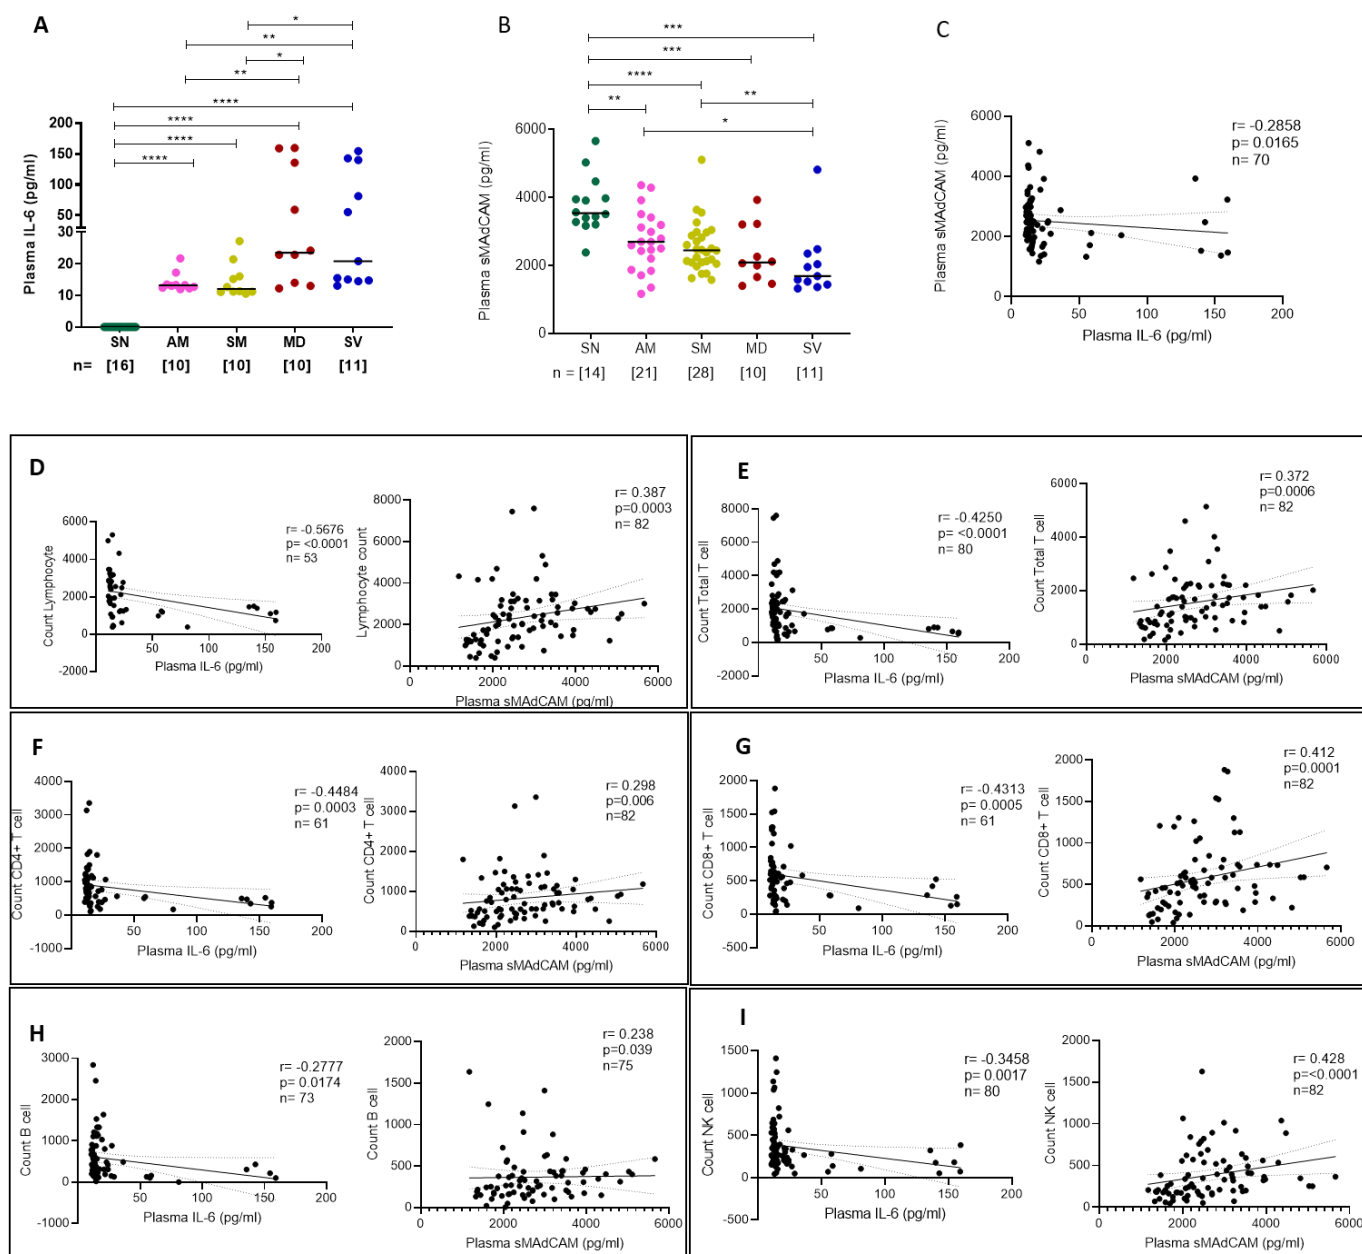 A
*
**
*
**
****
****
****
****
Plasma IL-6 (pg/ml)
200
150
100
50
30
20
10
0
SN AM SM MD SV
n= [16] [10] [10] [10] [11]
B
***
***
****
**
**
*
Plasma sMAdCAM (pg/ml)
6000
4000
2000
0
SN AM SM MD SV
n = [14] [21] [28] [10] [11]
C
r= -0.2858
p= 0.0165
n= 70
Plasma sMAdCAM (pg/ml)
6000
4000
2000
0
0 50 100 150 200
Plasma IL-6 (pg/ml)
D
r= -0.5676
p= <0.0001
n= 53
Count Lymphocyte
6000
4000
2000
0
-2000
50 100 150 200
Plasma IL-6 (pg/ml)
r= 0.387
p=0.0003
n= 82
Lymphocyte count
8000
6000
4000
2000
0
0 2000 4000 6000
Plasma sMAdCAM (pg/ml)
E
r= -0.4250
p= <0.0001
n= 80
Count Total T cell
8000
6000
4000
2000
0
-2000
50 100 150 200
Plasma IL-6 (pg/ml)
r= 0.372
p=0.0006
n= 82
Count Total T cell
6000
4000
2000
0
0 2000 4000 6000
Plasma sMAdCAM (pg/ml)
F
r= -0.4484
p= 0.0003
n= 61
Count CD4+ T cell
4000
3000
2000
1000
0
-1000
50 100 150 200
Plasma IL-6 (pg/ml)
r= 0.298
p=0.006
n=82
Count CD4+ T cell
4000
3000
2000
1000
0
0 2000 4000 6000
Plasma sMAdCAM (pg/ml)
G
r= -0.4313
p= 0.0005
n= 61
Count CD8+ T cell
2000
1500
1000
500
0
-500
50 100 150 200
Plasma IL-6 (pg/ml)
r= 0.412
p=0.0001
n=82
Count CD8+ T cell
2000
1500
1000
500
0
0 2000 4000 6000
Plasma sMAdCAM (pg/ml)
H
r= -0.2777
p= 0.0174
n= 73
Count B cell
3000
2000
1000
0
-1000
50 100 150 200
Plasma IL-6 (pg/ml)
r= 0.238
p=0.039
n=75
Count B cell
2000
1500
1000
500
0
0 2000 4000 6000
Plasma sMAdCAM (pg/ml)
I
r= -0.3458
p= 0.0017
n= 80
Count NK cell
1500
1000
500
0
-500
50 100 150 200
Plasma IL-6 (pg/ml)
r= 0.428
p=<0.0001
n=82
Count NK cell
2000
1500
1000
500
0
0 2000 4000 6000
Plasma sMAdCAM (pg/ml)